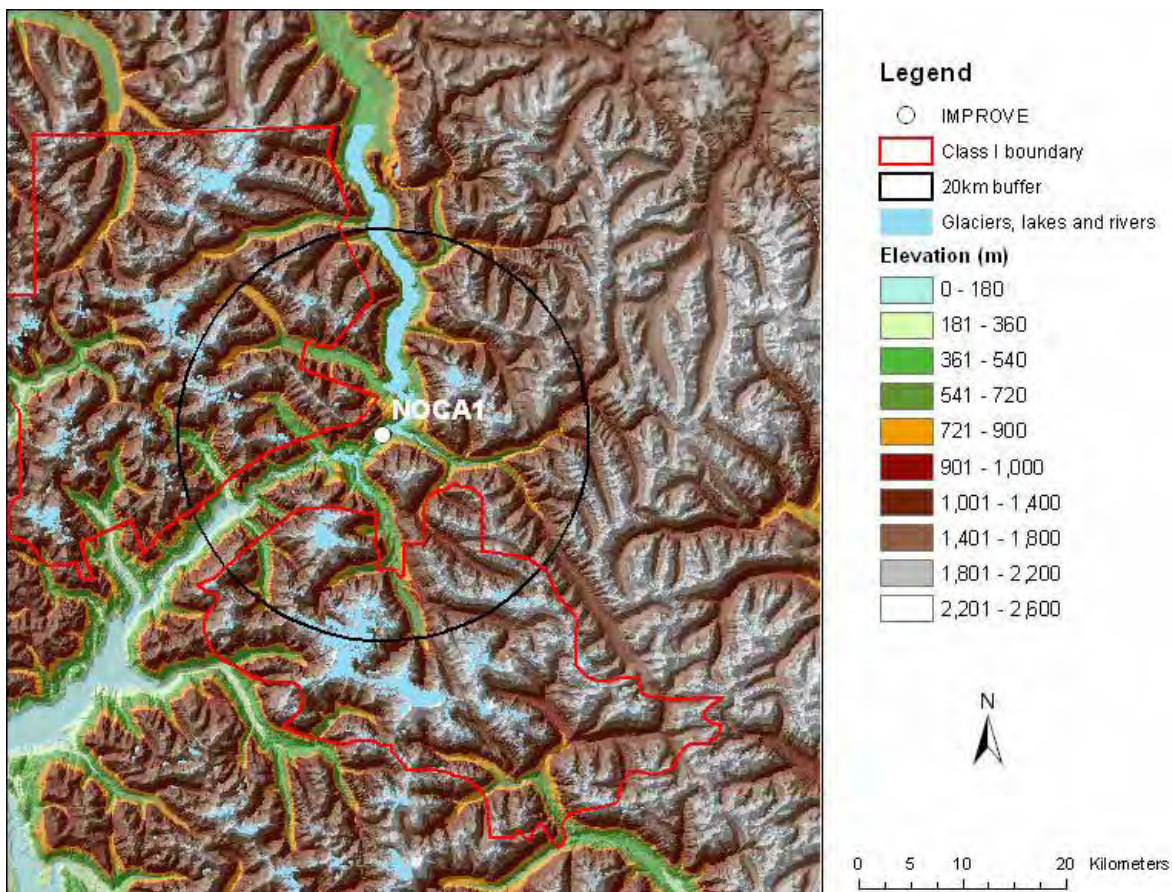 NOCA1
Legend
IMPROVE
Class I boundary
20km buffer
Glaciers, lakes and rivers
Elevation (m)
0 - 180
181 - 360
361 - 540
541 - 720
721 - 900
901 - 1,000
1,001 - 1,400
1,401 - 1,800
1,801 - 2,200
2,201 - 2,600
N
0 5 10 20 Kilometers